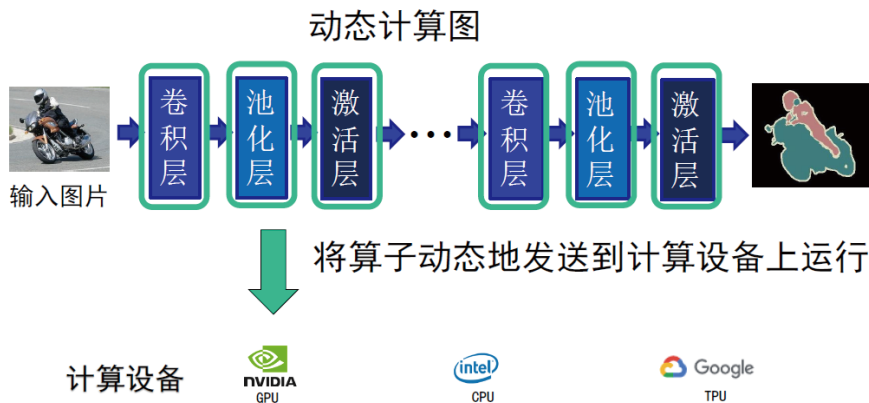 动态计算图
卷积层
池化层
激活层
•••
卷积层
池化层
激活层
输入图片
将算子动态地发送到计算设备上运行
计算设备
NVIDIA
GPU
intel
CPU
Google
TPU